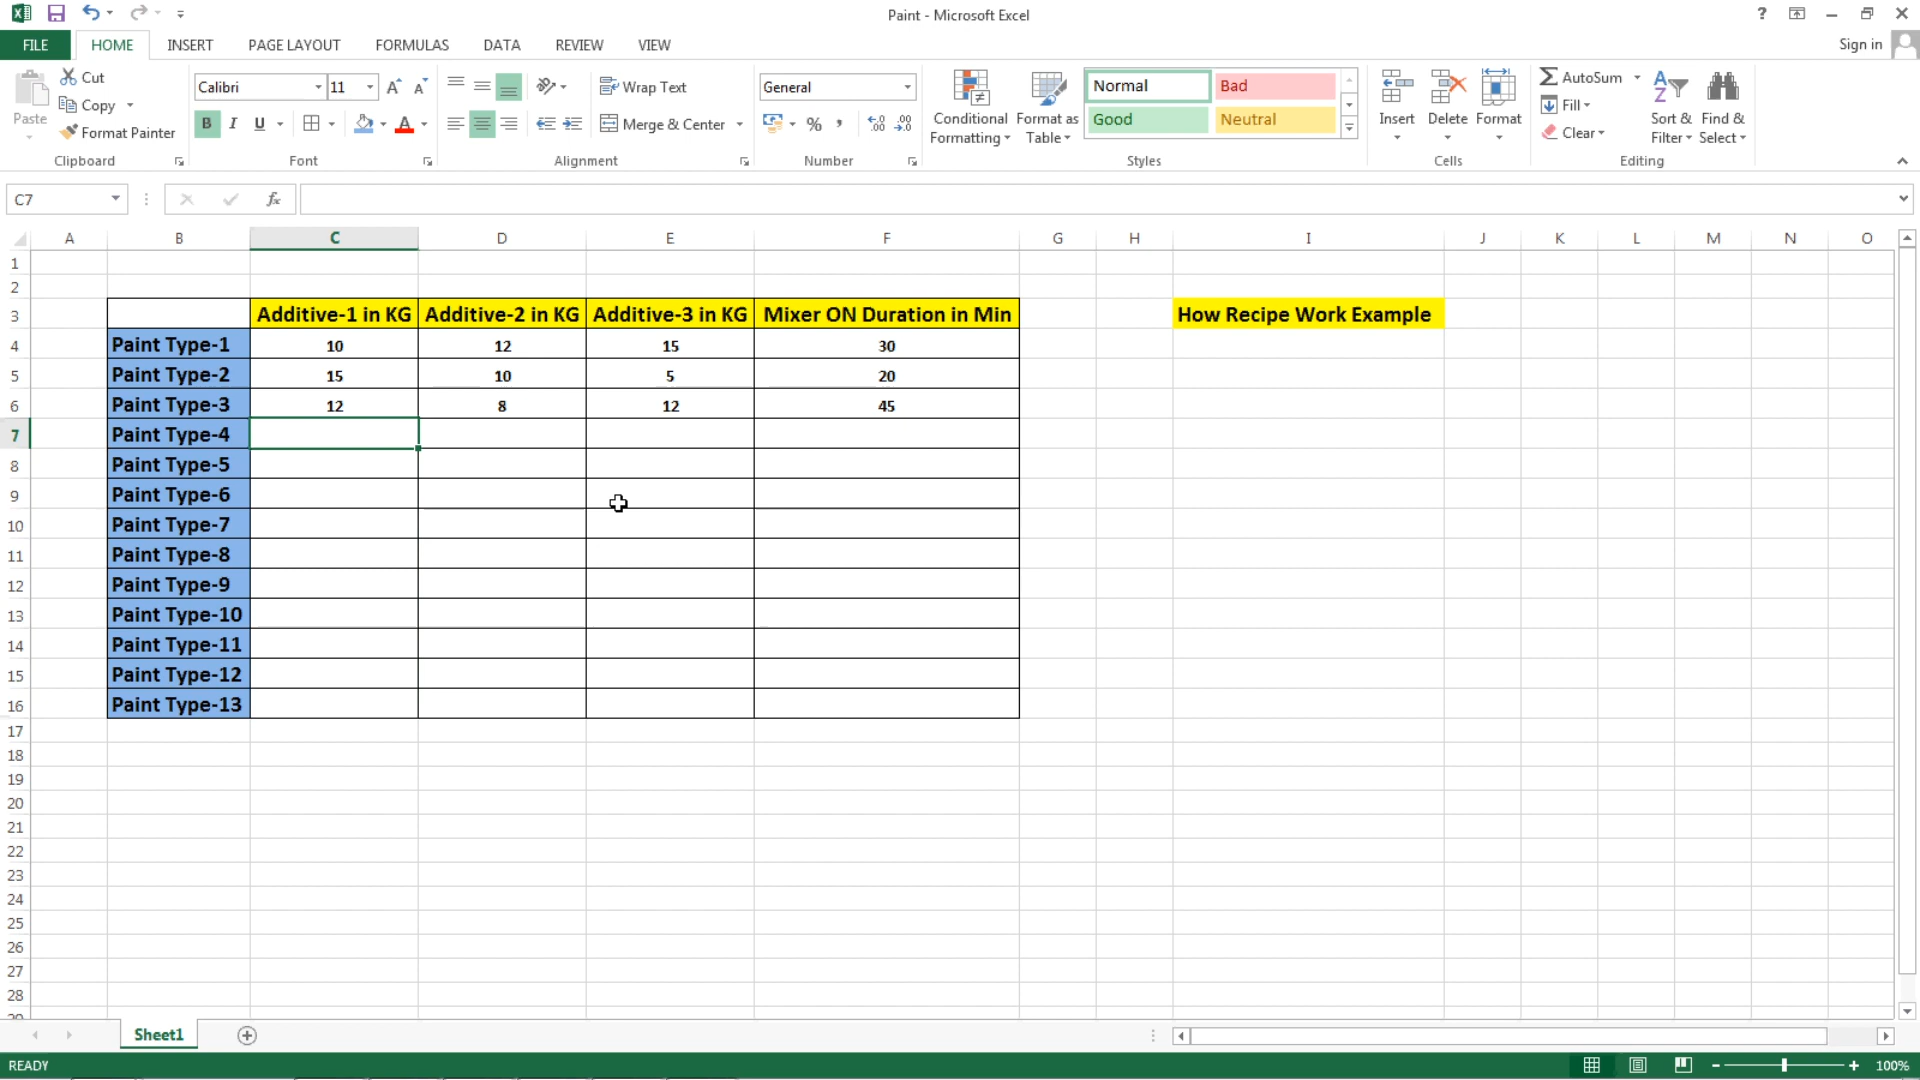 Paint - Microsoft Excel
?
FILE HOME INSERT PAGE LAYOUT FORMULAS DATA REVIEW VIEW Sign in
Paste
Cut
Copy
Format Painter
Clipboard
Calibri 11
B I U A
Font
Wrap Text
Merge & Center
Alignment
General
%
Number
Conditional Formatting
Format as Table
Normal Bad
Good Neutral
Styles
Insert Delete Format
Cells
AutoSum
Fill
Clear
Sort & Filter
Find & Select
Editing
C7 fx
A B C D E F G H I J K L M N O
1
2
3 Additive-1 in KG Additive-2 in KG Additive-3 in KG Mixer ON Duration in Min How Recipe Work Example
4 Paint Type-1 10 12 15 30
5 Paint Type-2 15 10 5 20
6 Paint Type-3 12 8 12 45
7 Paint Type-4
8 Paint Type-5
9 Paint Type-6
10 Paint Type-7
11 Paint Type-8
12 Paint Type-9
13 Paint Type-10
14 Paint Type-11
15 Paint Type-12
16 Paint Type-13
17
18
19
20
21
22
23
24
25
26
27
28
29
Sheet1
READY 100%